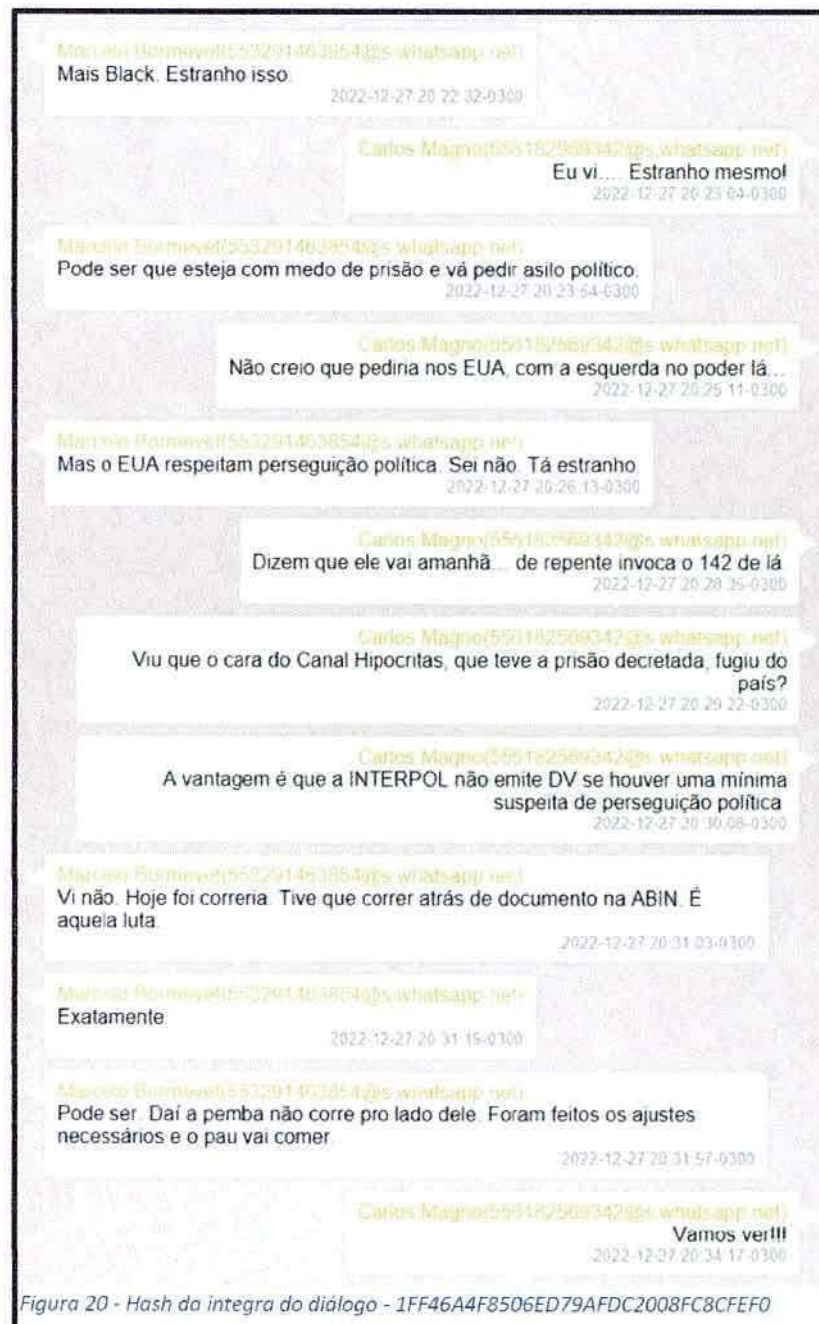 Marcelo Bormevet(553291463854@s.whatsapp.net)
Mais Black. Estranho isso.
2022-12-27 20:22:32-0300
Carlos Magno(556182569342@s.whatsapp.net)
Eu vi.... Estranho mesmo!
2022-12-27 20:23:04-0300
Marcelo Bormevet(553291463854@s.whatsapp.net)
Pode ser que esteja com medo de prisão e vá pedir asilo político.
2022-12-27 20:23:54-0300
Carlos Magno(556182569342@s.whatsapp.net)
Não creio que pediria nos EUA, com a esquerda no poder lá...
2022-12-27 20:25:11-0300
Marcelo Bormevet(553291463854@s.whatsapp.net)
Mas o EUA respeitam perseguição política. Sei não. Tá estranho
2022-12-27 20:26:13-0300
Carlos Magno(556182569342@s.whatsapp.net)
Dizem que ele vai amanhã... de repente invoca o 142 de lá
2022-12-27 20:28:35-0300
Carlos Magno(556182569342@s.whatsapp.net)
Viu que o cara do Canal Hipocritas, que teve a prisão decretada, fugiu do
país?
2022-12-27 20:29:22-0300
Carlos Magno(556182569342@s.whatsapp.net)
A vantagem é que a INTERPOL não emite DV se houver uma mínima
suspeita de perseguição política
2022-12-27 20:30:08-0300
Marcelo Bormevet(553291463854@s.whatsapp.net)
Vi não. Hoje foi correria. Tive que correr atrás de documento na ABIN. É
aquela luta.
2022-12-27 20:31:03-0300
Marcelo Bormevet(553291463854@s.whatsapp.net)
Exatamente
2022-12-27 20:31:19-0300
Marcelo Bormevet(553291463854@s.whatsapp.net)
Pode ser. Daí a pemba não corre pro lado dele. Foram feitos os ajustes
necessários e o pau vai comer.
2022-12-27 20:31:57-0300
Carlos Magno(556182569342@s.whatsapp.net)
Vamos ver!!!
2022-12-27 20:34:17-0300
Figura 20 - Hash da íntegra do diálogo - 1FF46A4F8506ED79AFDC2008FC8CFEF0